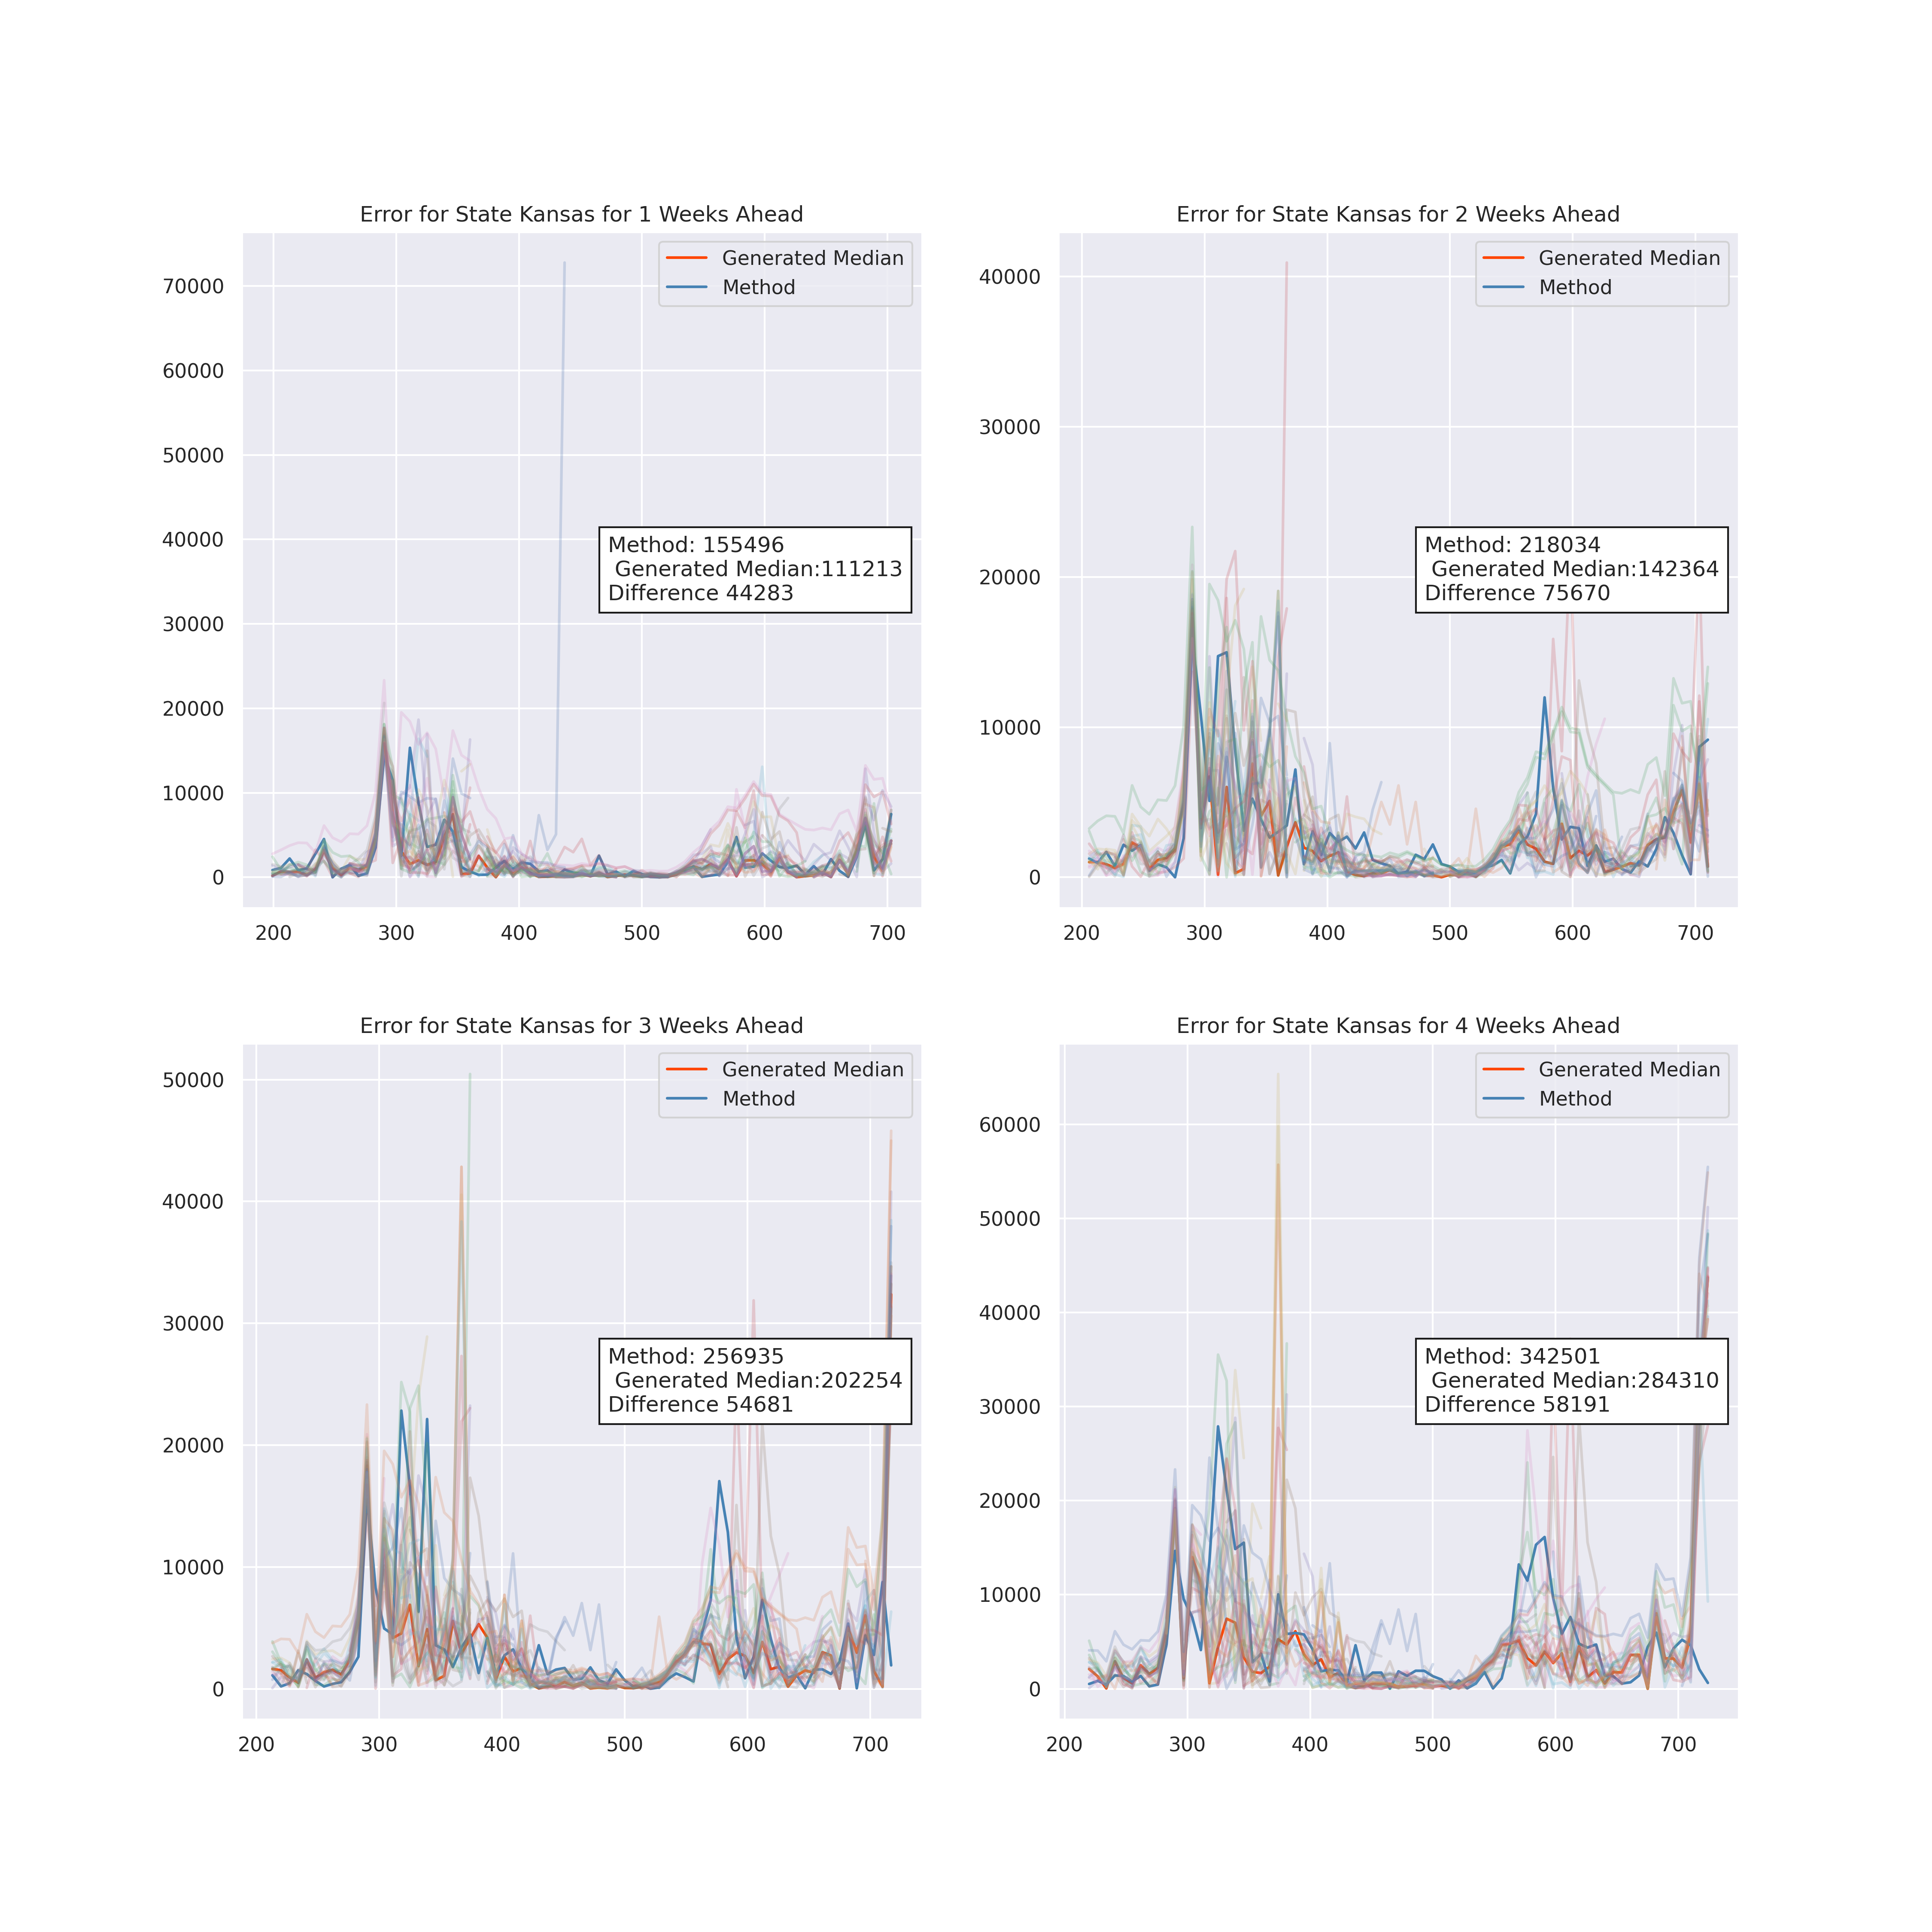 Error for State Kansas for 1 Weeks Ahead
Generated Median
Method
70000
60000
50000
40000
30000
20000
10000
0
Method: 155496
Generated Median:111213
Difference 44283
200 300 400 500 600 700
Error for State Kansas for 2 Weeks Ahead
Generated Median
Method
40000
30000
20000
10000
0
Method: 218034
Generated Median:142364
Difference 75670
200 300 400 500 600 700
Error for State Kansas for 3 Weeks Ahead
Generated Median
Method
50000
40000
30000
20000
10000
0
Method: 256935
Generated Median:202254
Difference 54681
200 300 400 500 600 700
Error for State Kansas for 4 Weeks Ahead
Generated Median
Method
60000
50000
40000
30000
20000
10000
0
Method: 342501
Generated Median:284310
Difference 58191
200 300 400 500 600 700